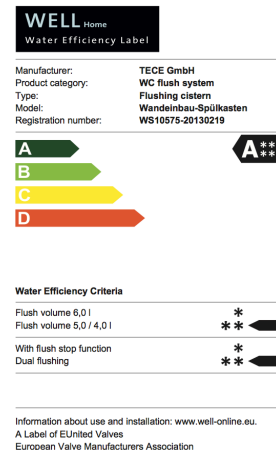 WELL Home
Water Efficiency Label
Manufacturer: TECE GmbH
Product category: WC flush system
Type: Flushing cistern
Model: Wandeinbau-Spülkasten
Registration number: WS10575-20130219
A A****
B
C
D
Water Efficiency Criteria
Flush volume 6,0 l *
Flush volume 5,0 / 4,0 l **
With flush stop function *
Dual flushing **
Information about use and installation: www.well-online.eu.
A Label of EUnited Valves
European Valve Manufacturers Association